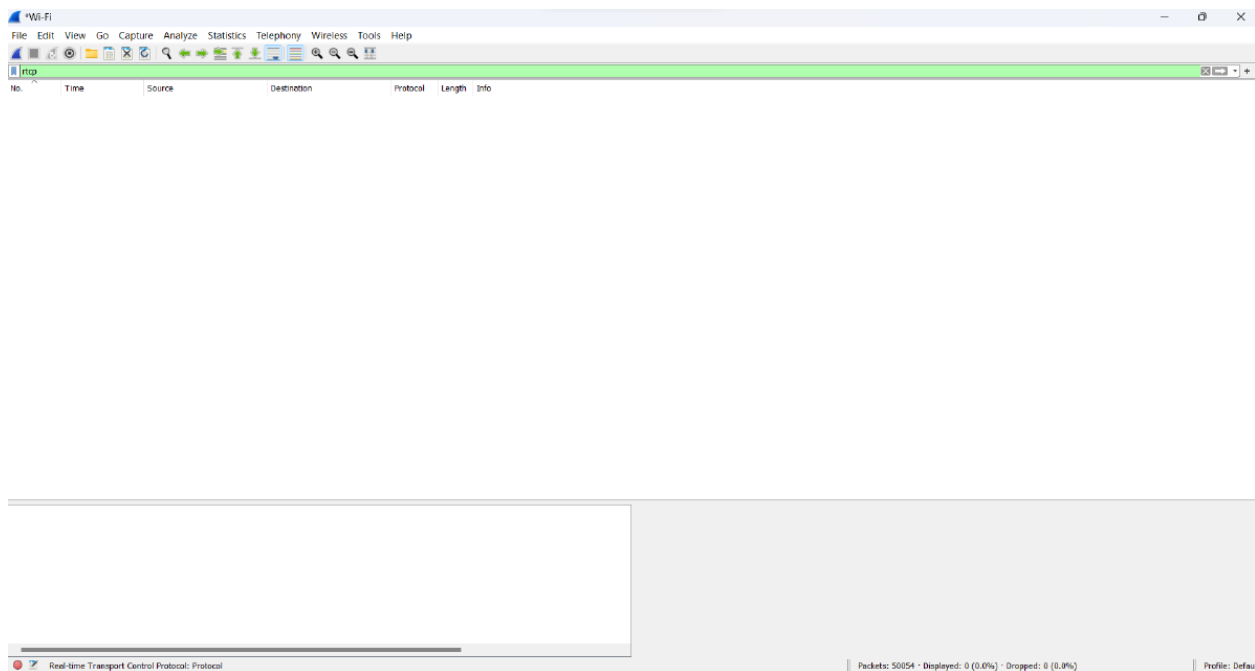 *Wi-Fi
File Edit View Go Capture Analyze Statistics Telephony Wireless Tools Help
rtcp
No. Time Source Destination Protocol Length Info
Real-time Transport Control Protocol: Protocol Packets: 50054 · Displayed: 0 (0.0%) · Dropped: 0 (0.0%) Profile: Defau